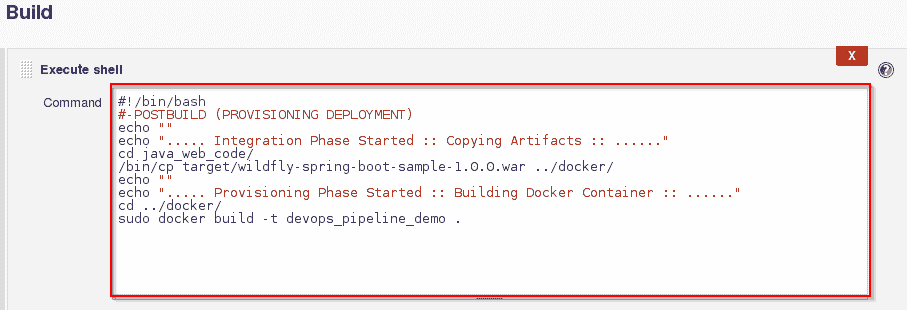 Build
X
Execute shell
?
Command
#!/bin/bash
#-POSTBUILD (PROVISIONING DEPLOYMENT)
echo ""
echo "..... Integration Phase Started :: Copying Artifacts :: ......"
cd java_web_code/
/bin/cp target/wildfly-spring-boot-sample-1.0.0.war ../docker/
echo ""
echo "..... Provisioning Phase Started :: Building Docker Container :: ......"
cd ../docker/
sudo docker build -t devops_pipeline_demo .